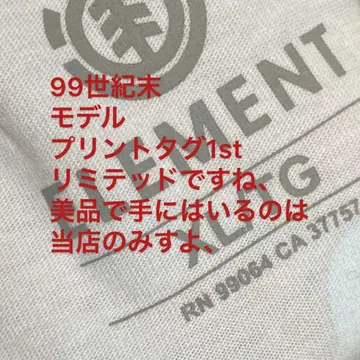 99世紀末
モデル
プリントタグ1st
リミテッドですね、
美品で手にはいるのは
当店のみすよ、
ELEMENT
XL/TG
RN 99064 CA 37757